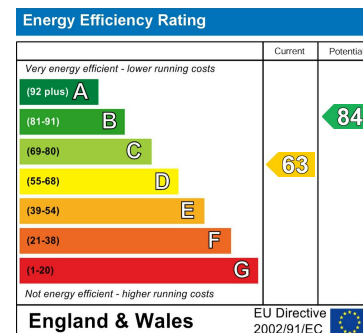 Energy Efficiency Rating
Current Potential
Very energy efficient - lower running costs
(92 plus) A
(81-91) B
84
(69-80) C
63
(55-68) D
(39-54) E
(21-38) F
(1-20) G
Not energy efficient - higher running costs
England & Wales
EU Directive
2002/91/EC